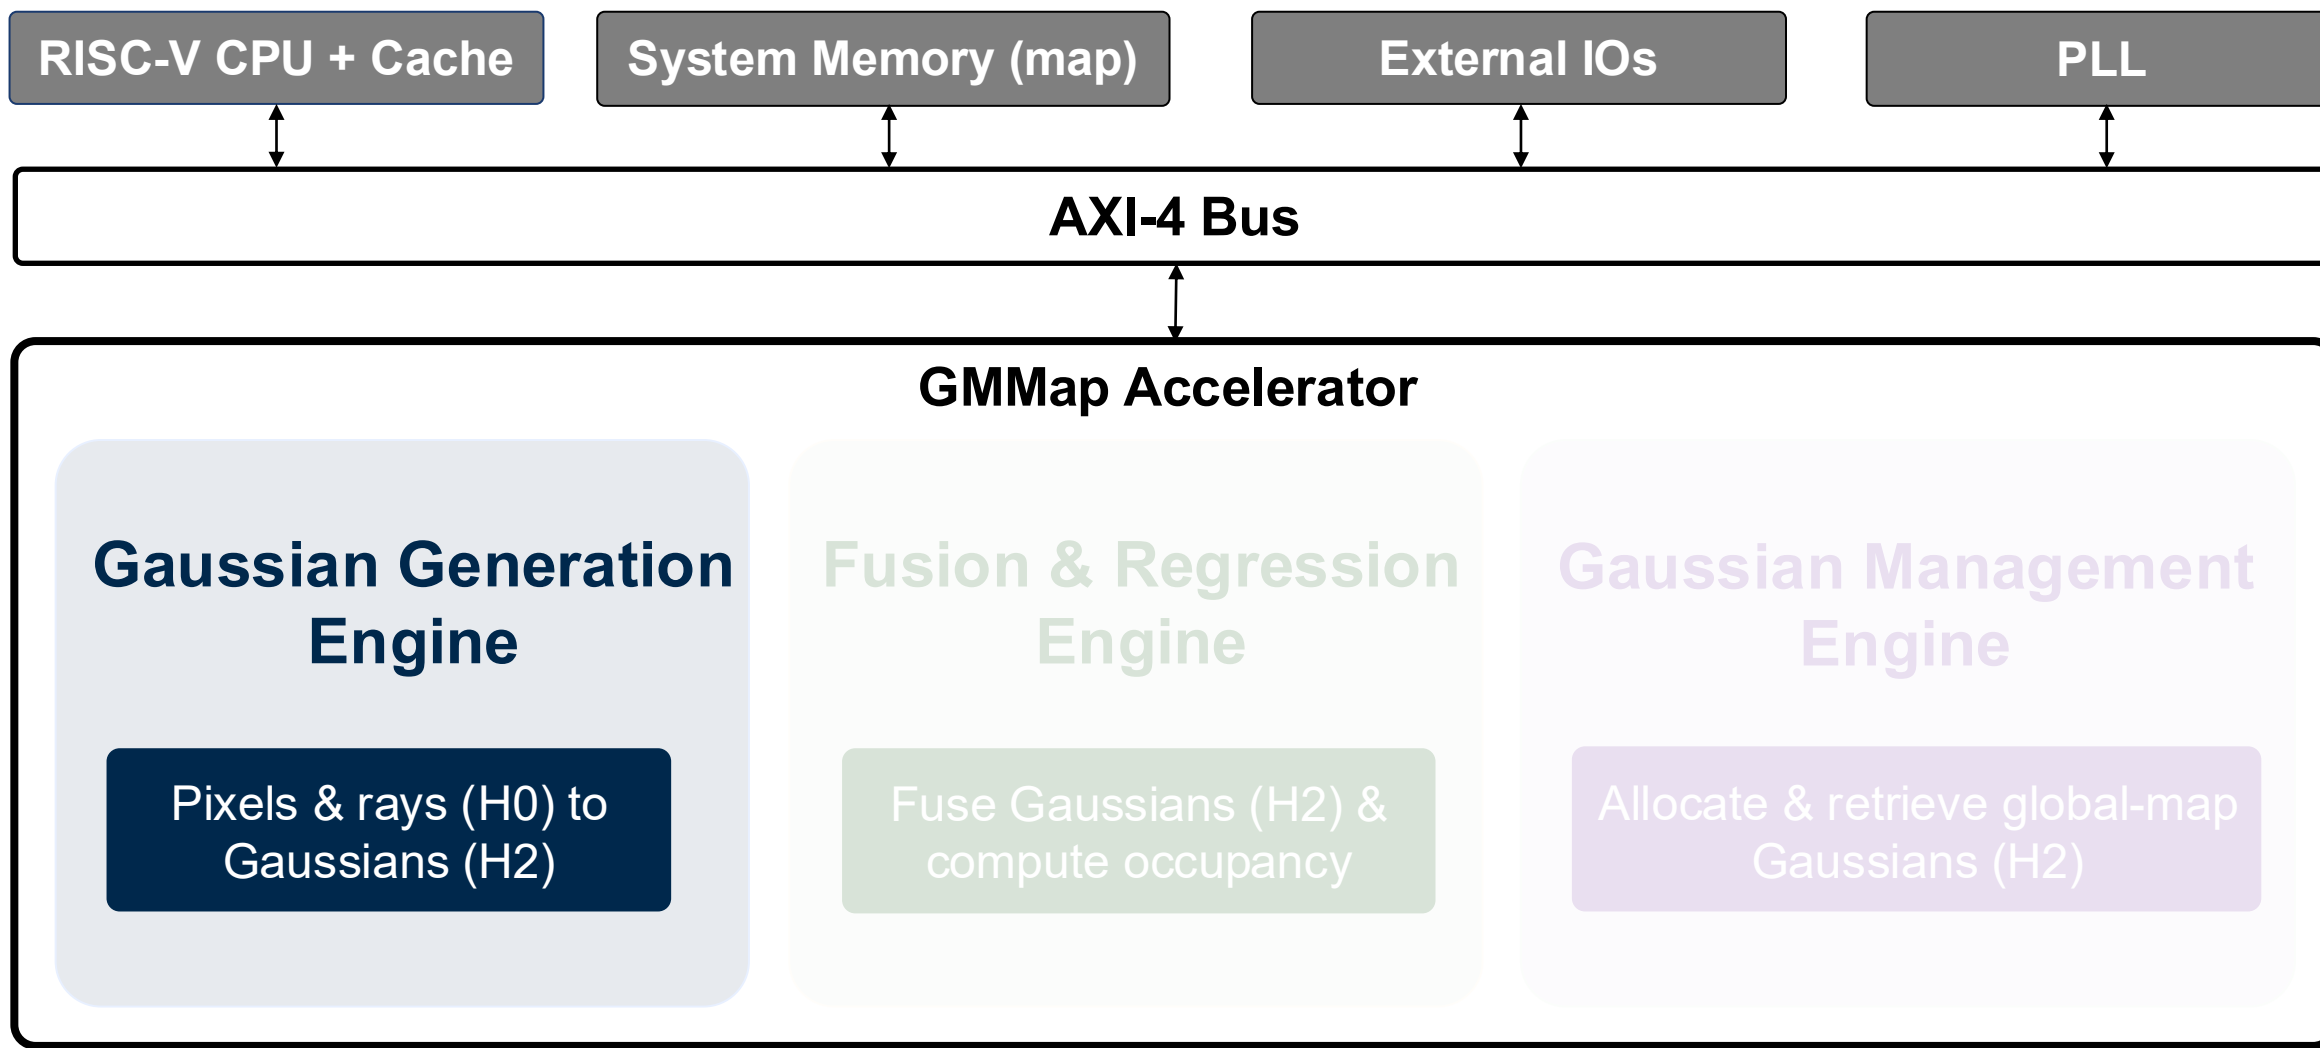 RISC-V CPU + Cache
System Memory (map)
External IOs
PLL
AXI-4 Bus
GMMap Accelerator
Gaussian Generation
Engine
Pixels & rays (H0) to
Gaussians (H2)
Fusion & Regression
Engine
Fuse Gaussians (H2) &
compute occupancy
Gaussian Management
Engine
Allocate & retrieve global-map
Gaussians (H2)